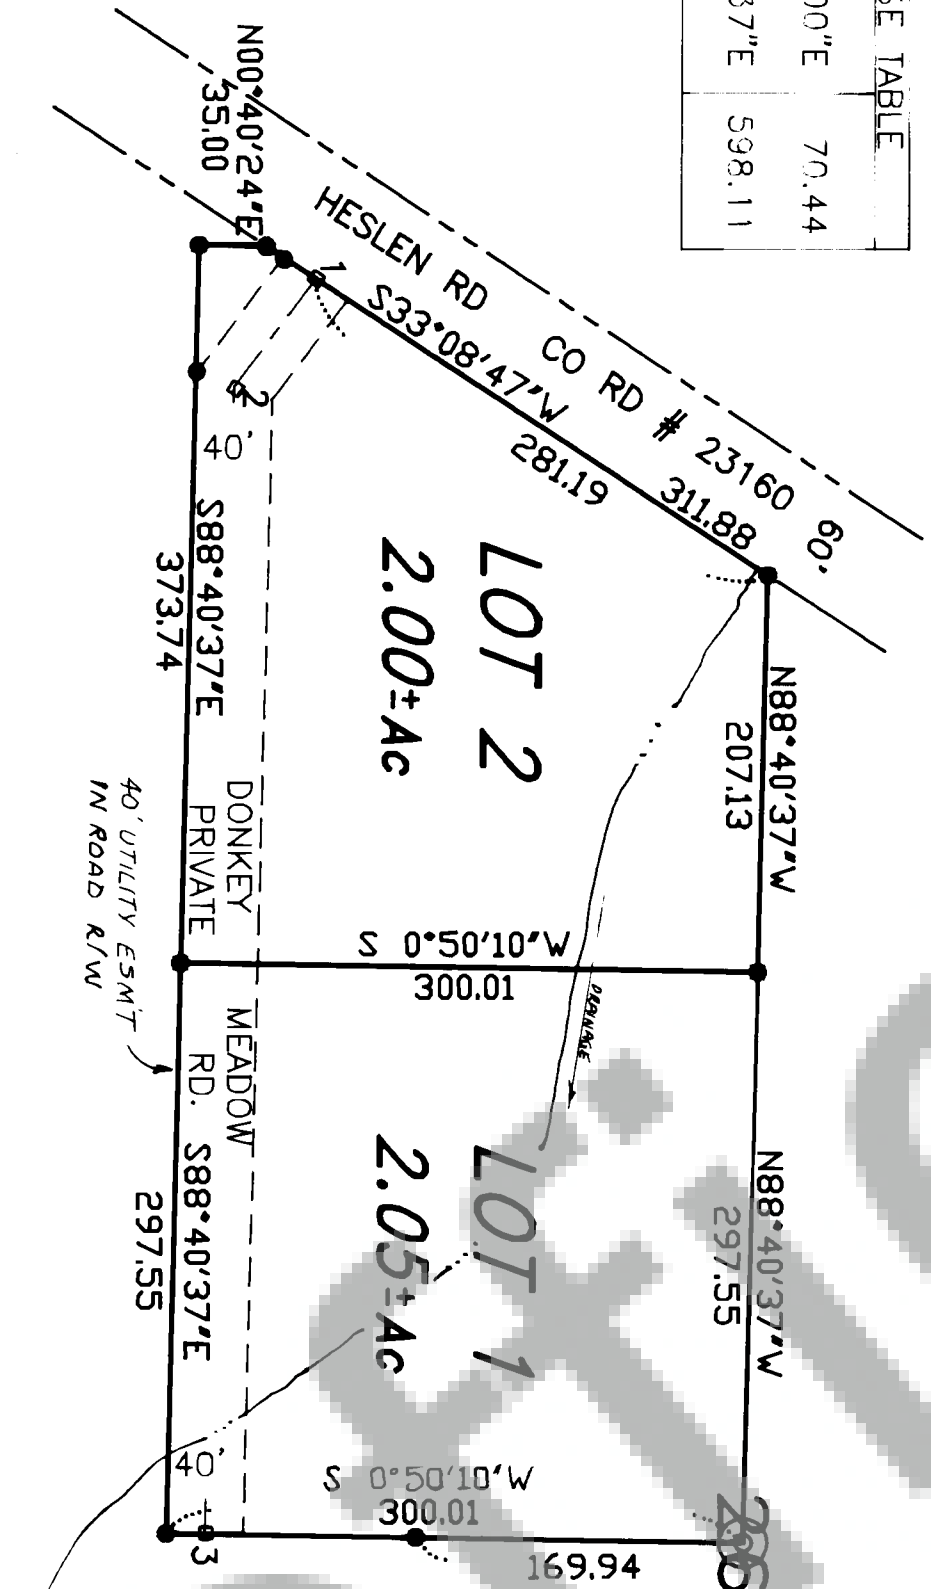 SE TABLE
00"E 70.44
37"E 598.11
N00°40'24"E
35.00
HESLEN RD CO RD # 23160 60'
S33°08'47"W
281.19
311.88
1
2
40'
LOT 2
2.00±Ac
N88°40'37"W
207.13
S88°40'37"E
373.74
DONKEY MEADOW
PRIVATE RD.
40' UTILITY ESM'T
IN ROAD R/W
S 0°50'10"W
300.01
DRAINAGE
LOT 1
2.05±Ac
N88°40'37"W
297.55
S88°40'37"E
297.55
40'
3
S 0°50'10"W
300.01
169.94